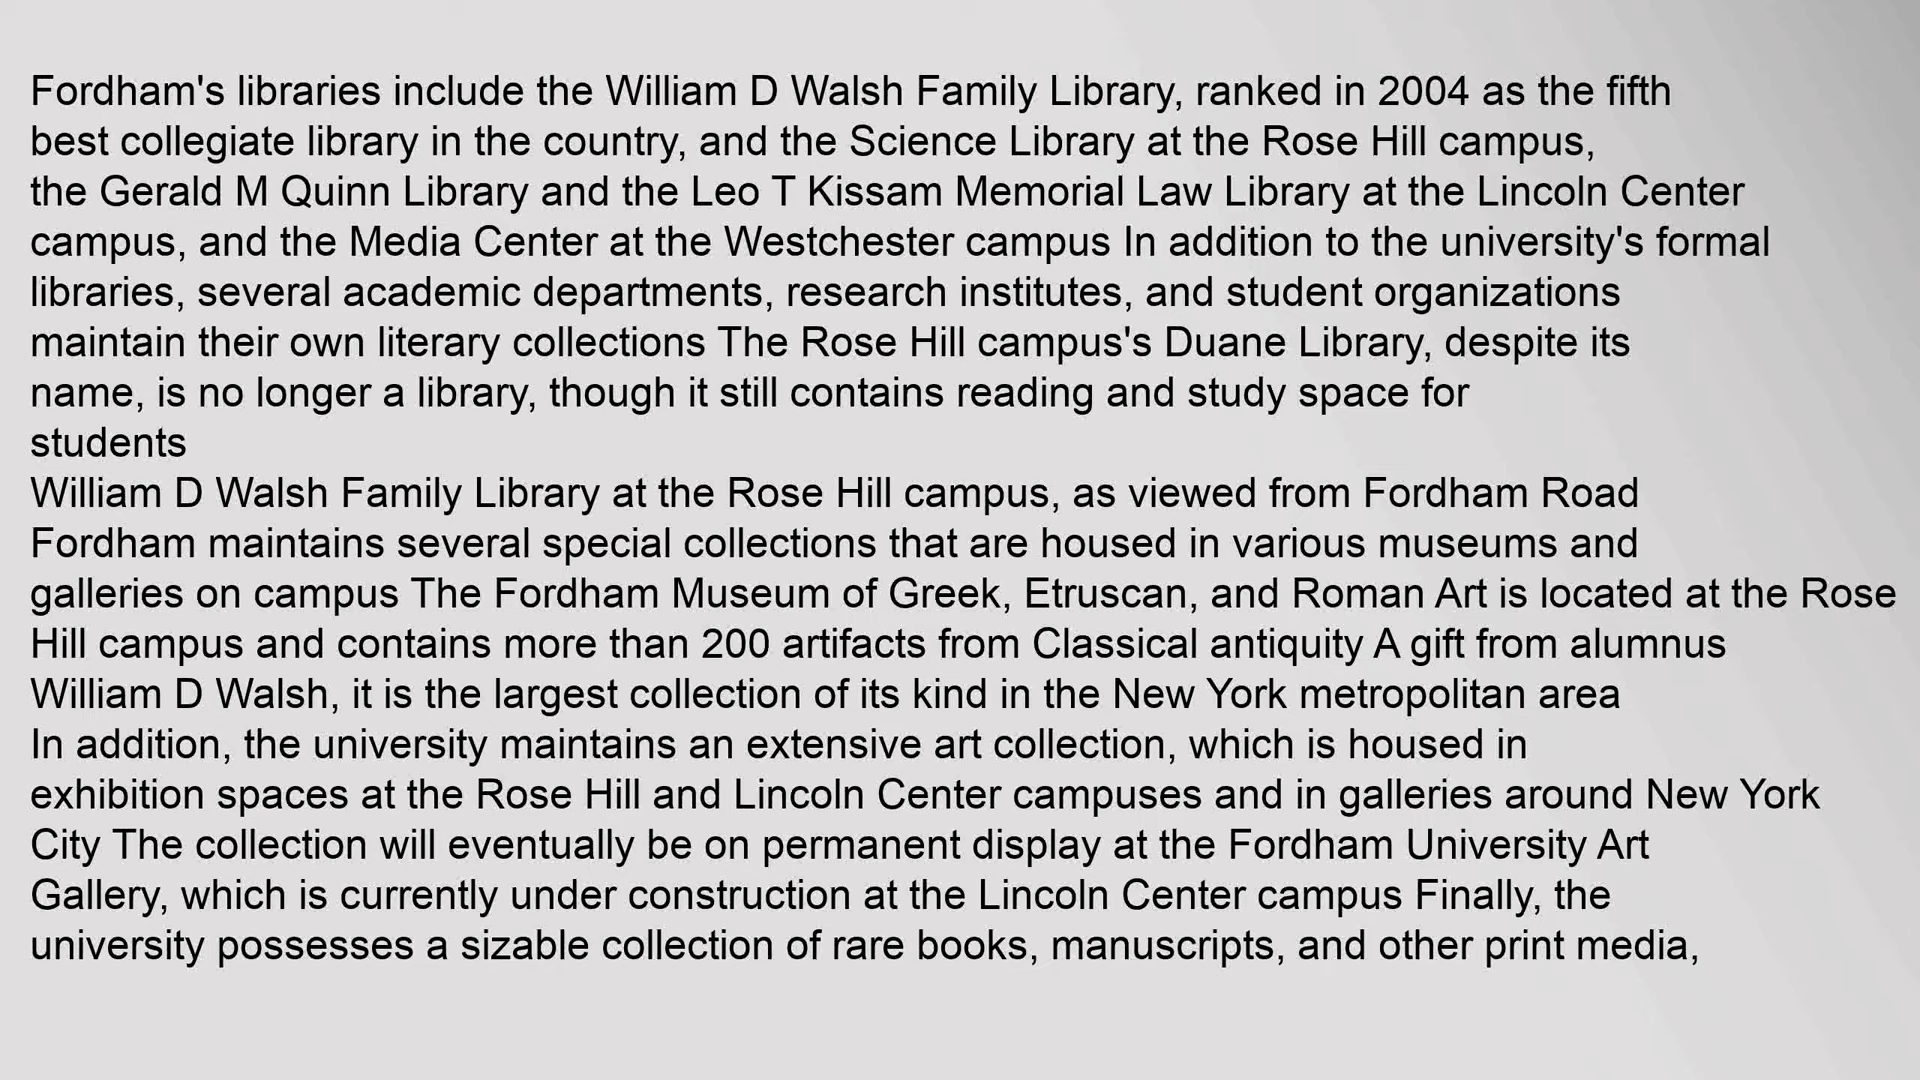 Fordham's libraries include the William D Walsh Family Library, ranked in 2004 as the fifth
best collegiate library in the country, and the Science Library at the Rose Hill campus,
the Gerald M Quinn Library and the Leo T Kissam Memorial Law Library at the Lincoln Center
campus, and the Media Center at the Westchester campus In addition to the university's formal
libraries, several academic departments, research institutes, and student organizations
maintain their own literary collections The Rose Hill campus's Duane Library, despite its
name, is no longer a library, though it still contains reading and study space for
students
William D Walsh Family Library at the Rose Hill campus, as viewed from Fordham Road
Fordham maintains several special collections that are housed in various museums and
galleries on campus The Fordham Museum of Greek, Etruscan, and Roman Art is located at the Rose
Hill campus and contains more than 200 artifacts from Classical antiquity A gift from alumnus
William D Walsh, it is the largest collection of its kind in the New York metropolitan area
In addition, the university maintains an extensive art collection, which is housed in
exhibition spaces at the Rose Hill and Lincoln Center campuses and in galleries around New York
City The collection will eventually be on permanent display at the Fordham University Art
Gallery, which is currently under construction at the Lincoln Center campus Finally, the
university possesses a sizable collection of rare books, manuscripts, and other print media,